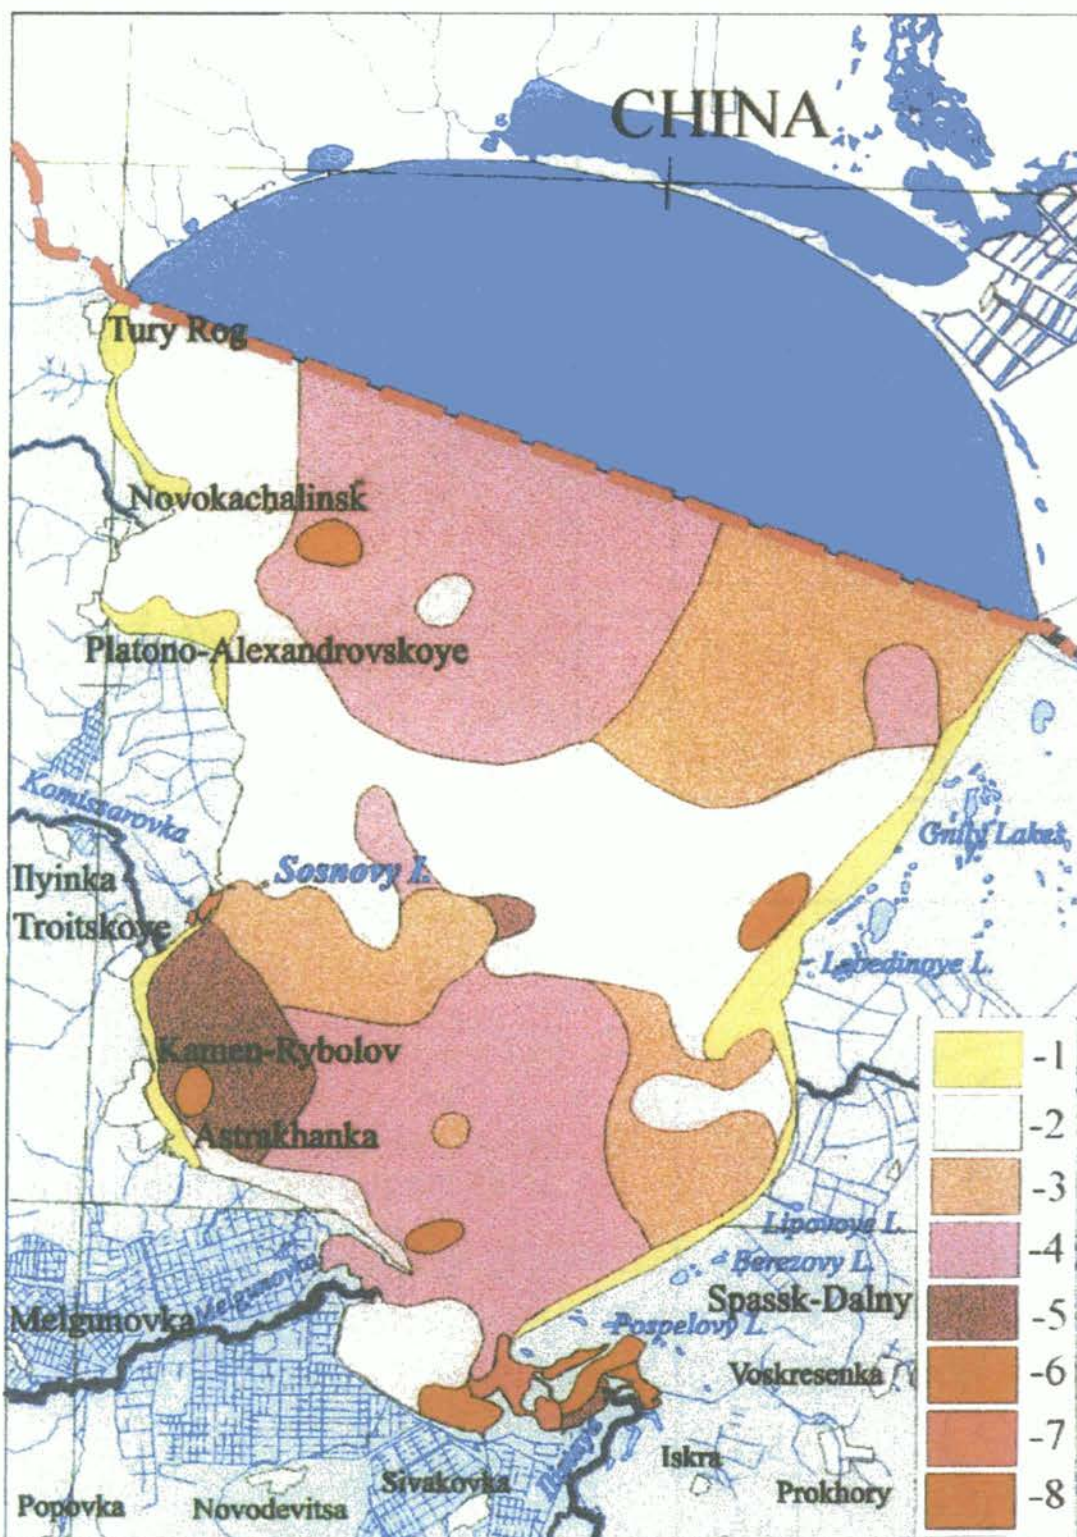 CHINA
Tury Rog
Novokachalinsk
Platono-Alexandrovskoye
Komissarovka
Gnily Lakes
Sosnovy I.
Ilyinka
Troitskoye
Lebedinoye L.
Kamen-Rybolov
-1
-2
Astrakhanka
-3
Lipovoye L.
Berezovy L.
-4
Melgunovka
Melgunovka
Spassk-Dalny
-5
Pospelovy L.
Voskresenka
-6
-7
Iskra
Sivakovka
Prokhory
-8
Popovka
Novodevitsa